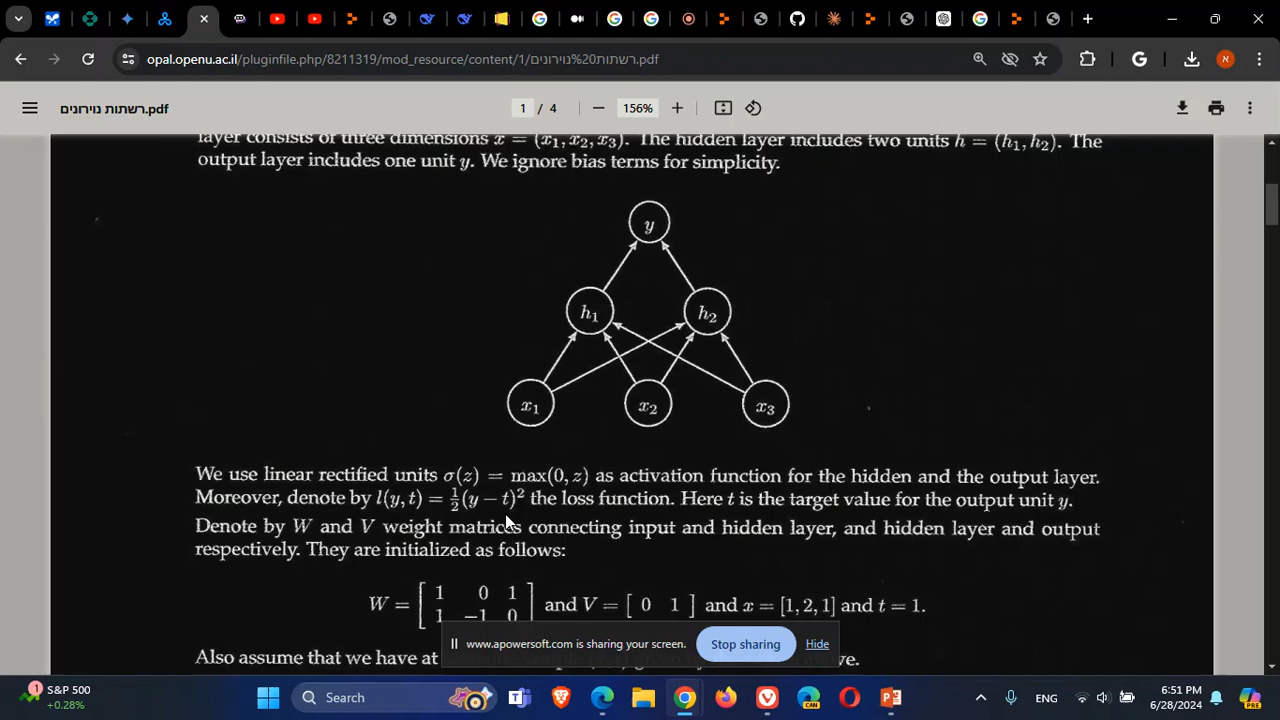 opal.openu.ac.il/pluginfile.php/8211319/mod_resource/content/1/רשתות%20נוירונים.pdf
א
רשתות נוירונים.pdf
1 / 4
156%
layer consists of three dimensions x = (x₁, x₂, x₃). The hidden layer includes two units h = (h₁, h₂). The
output layer includes one unit y. We ignore bias terms for simplicity.
y
h₁ h₂
x₁ x₂ x₃
We use linear rectified units σ(z) = max(0, z) as activation function for the hidden and the output layer.
Moreover, denote by l(y, t) = ½(y − t)² the loss function. Here t is the target value for the output unit y.
Denote by W and V weight matrices connecting input and hidden layer, and hidden layer and output
respectively. They are initialized as follows:
W = [ 1 0 1
1 −1 0 ] and V = [ 0 1 ] and x = [1, 2, 1] and t = 1.
www.apowersoft.com is sharing your screen. Stop sharing Hide
Also assume that we have at
ve.
1
S&P 500
+0.28%
Search
CAN
ENG
6:51 PM
6/28/2024
PRE